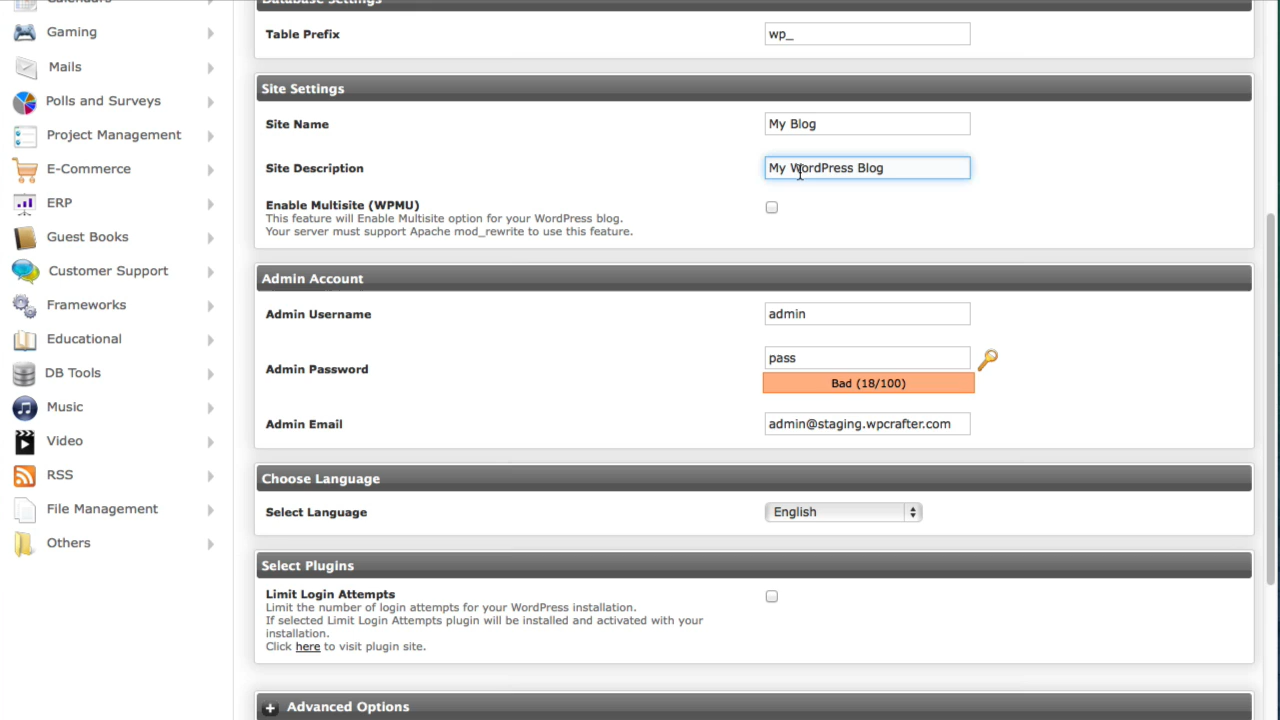 Calendars
Gaming
Mails
Polls and Surveys
Project Management
E-Commerce
ERP
Guest Books
Customer Support
Frameworks
Educational
DB Tools
Music
Video
RSS
File Management
Others
Database Settings
Table Prefix
wp_
Site Settings
Site Name
My Blog
Site Description
My WordPress Blog
Enable Multisite (WPMU)
This feature will Enable Multisite option for your WordPress blog.
Your server must support Apache mod_rewrite to use this feature.
Admin Account
Admin Username
admin
Admin Password
pass
Bad (18/100)
Admin Email
admin@staging.wpcrafter.com
Choose Language
Select Language
English
Select Plugins
Limit Login Attempts
Limit the number of login attempts for your WordPress installation.
If selected Limit Login Attempts plugin will be installed and activated with your
installation.
Click here to visit plugin site.
Advanced Options